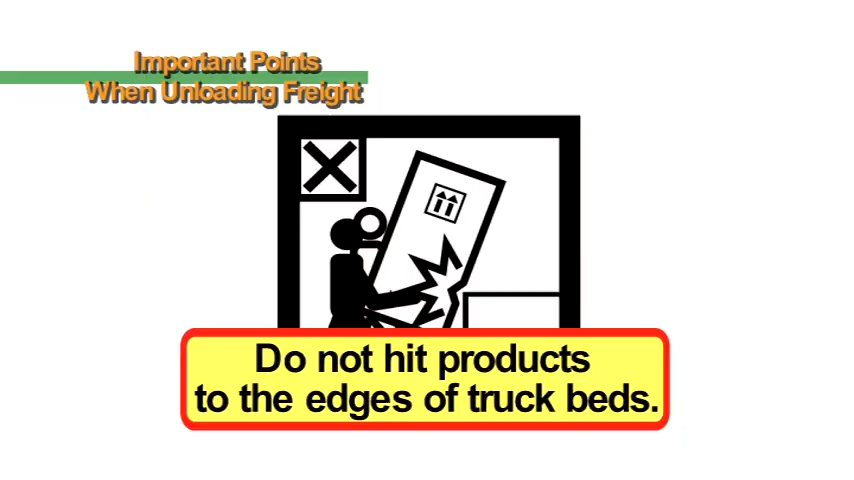 Important Points
When Unloading Freight
Do not hit products
to the edges of truck beds.